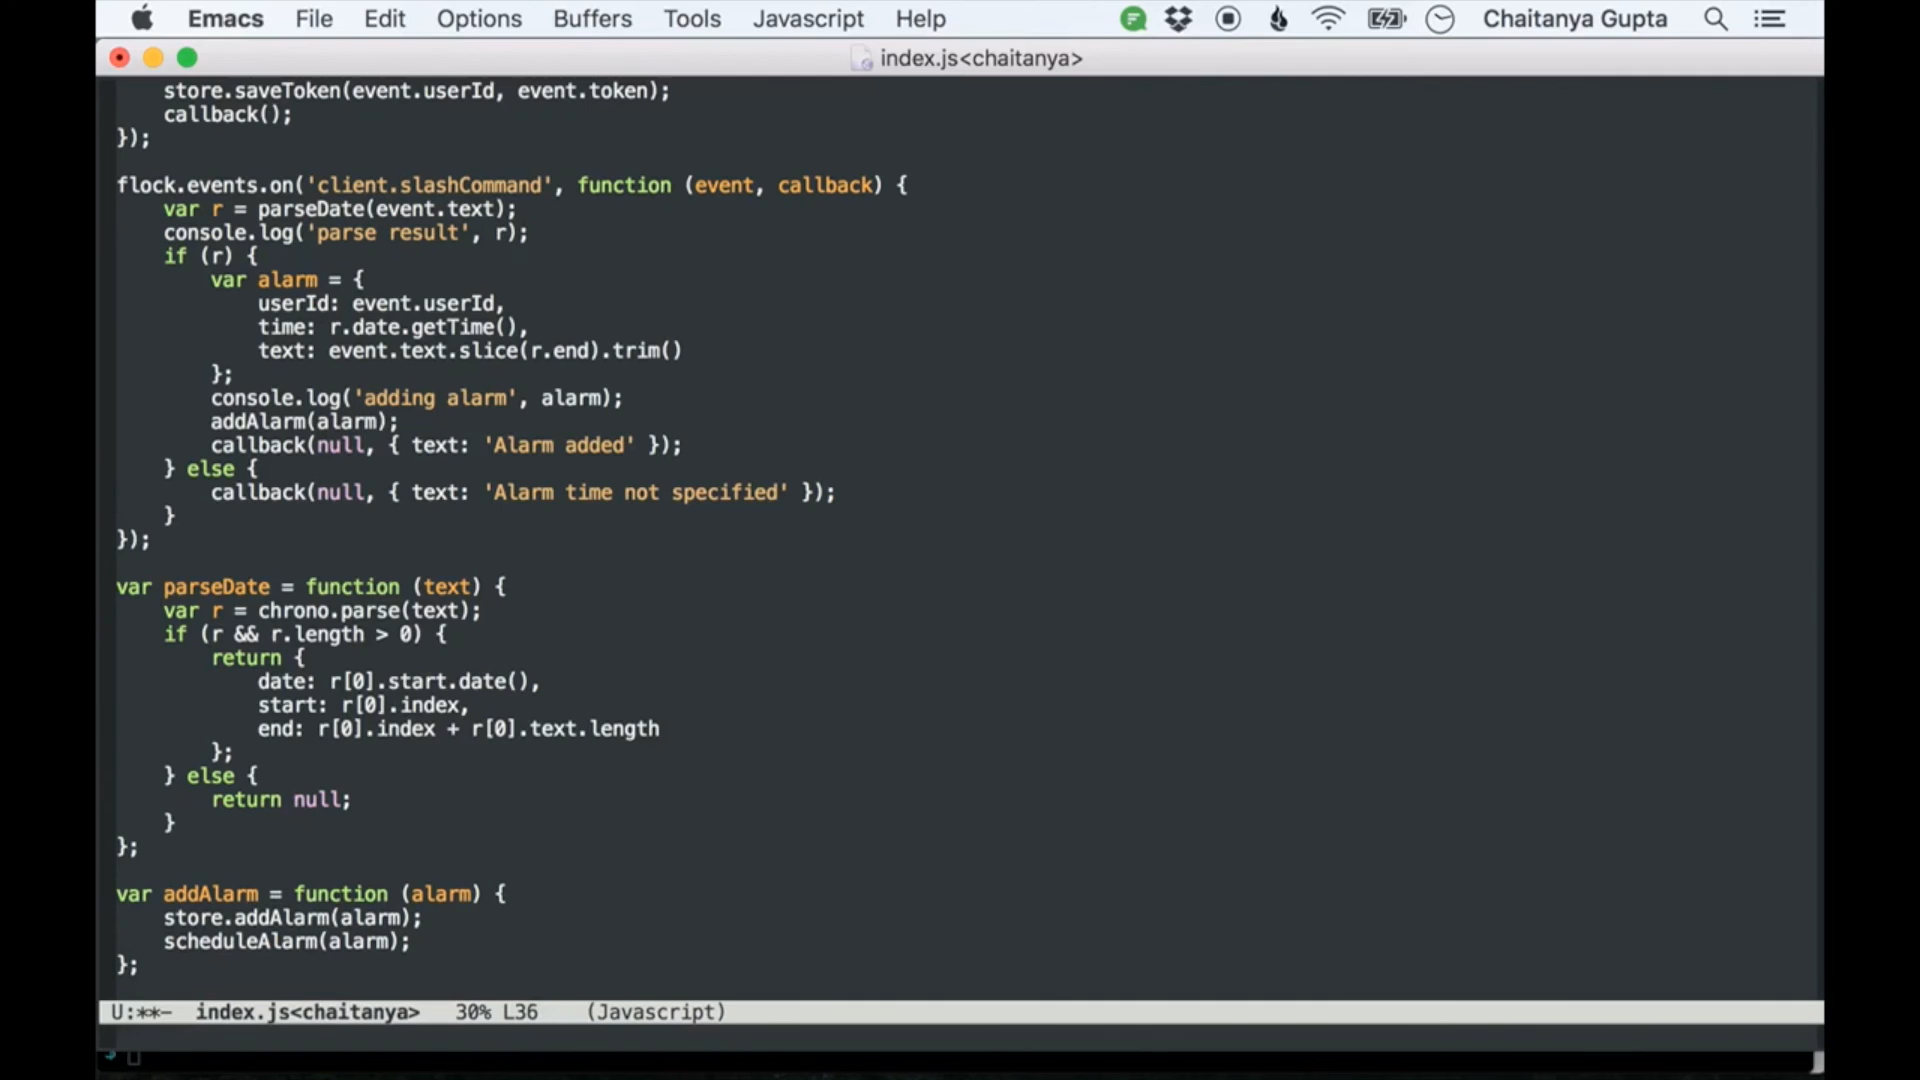 Emacs File Edit Options Buffers Tools Javascript Help Chaitanya Gupta
index.js<chaitanya>
    store.saveToken(event.userId, event.token);
    callback();
});
flock.events.on('client.slashCommand', function (event, callback) {
    var r = parseDate(event.text);
    console.log('parse result', r);
    if (r) {
        var alarm = {
            userId: event.userId,
            time: r.date.getTime(),
            text: event.text.slice(r.end).trim()
        };
        console.log('adding alarm', alarm);
        addAlarm(alarm);
        callback(null, { text: 'Alarm added' });
    } else {
        callback(null, { text: 'Alarm time not specified' });
    }
});
var parseDate = function (text) {
    var r = chrono.parse(text);
    if (r && r.length > 0) {
        return {
            date: r[0].start.date(),
            start: r[0].index,
            end: r[0].index + r[0].text.length
        };
    } else {
        return null;
    }
};
var addAlarm = function (alarm) {
    store.addAlarm(alarm);
    scheduleAlarm(alarm);
};
U:**- index.js<chaitanya> 30% L36 (Javascript)